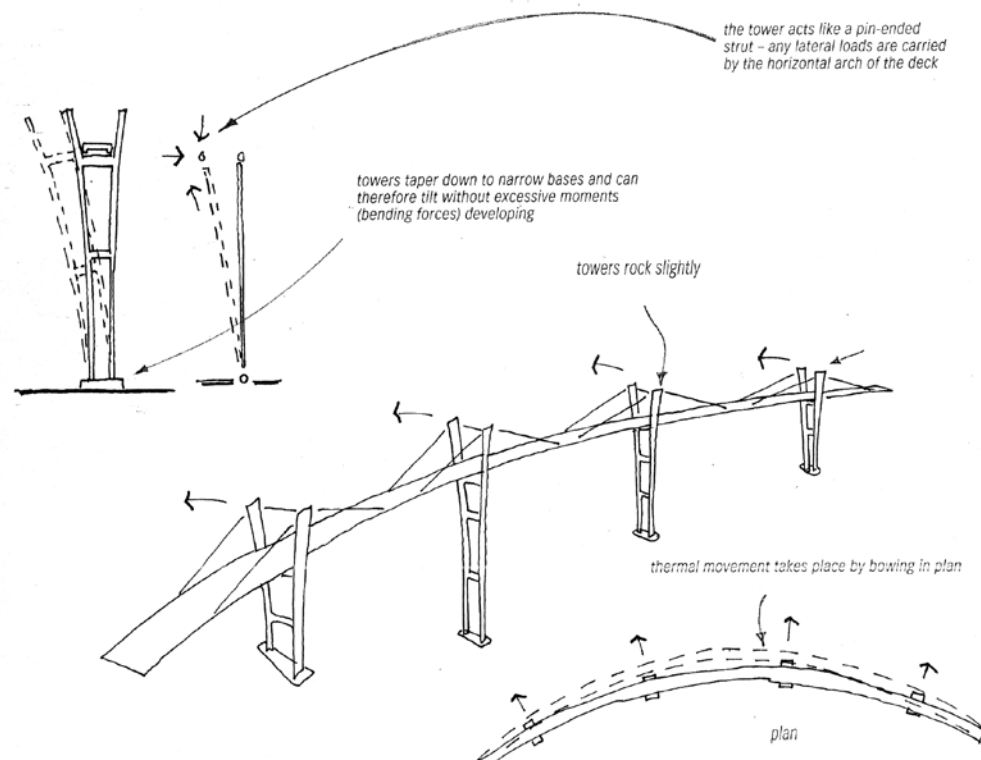 the tower acts like a pin-ended
strut – any lateral loads are carried
by the horizontal arch of the deck
towers taper down to narrow bases and can
therefore tilt without excessive moments
(bending forces) developing
towers rock slightly
thermal movement takes place by bowing in plan
plan